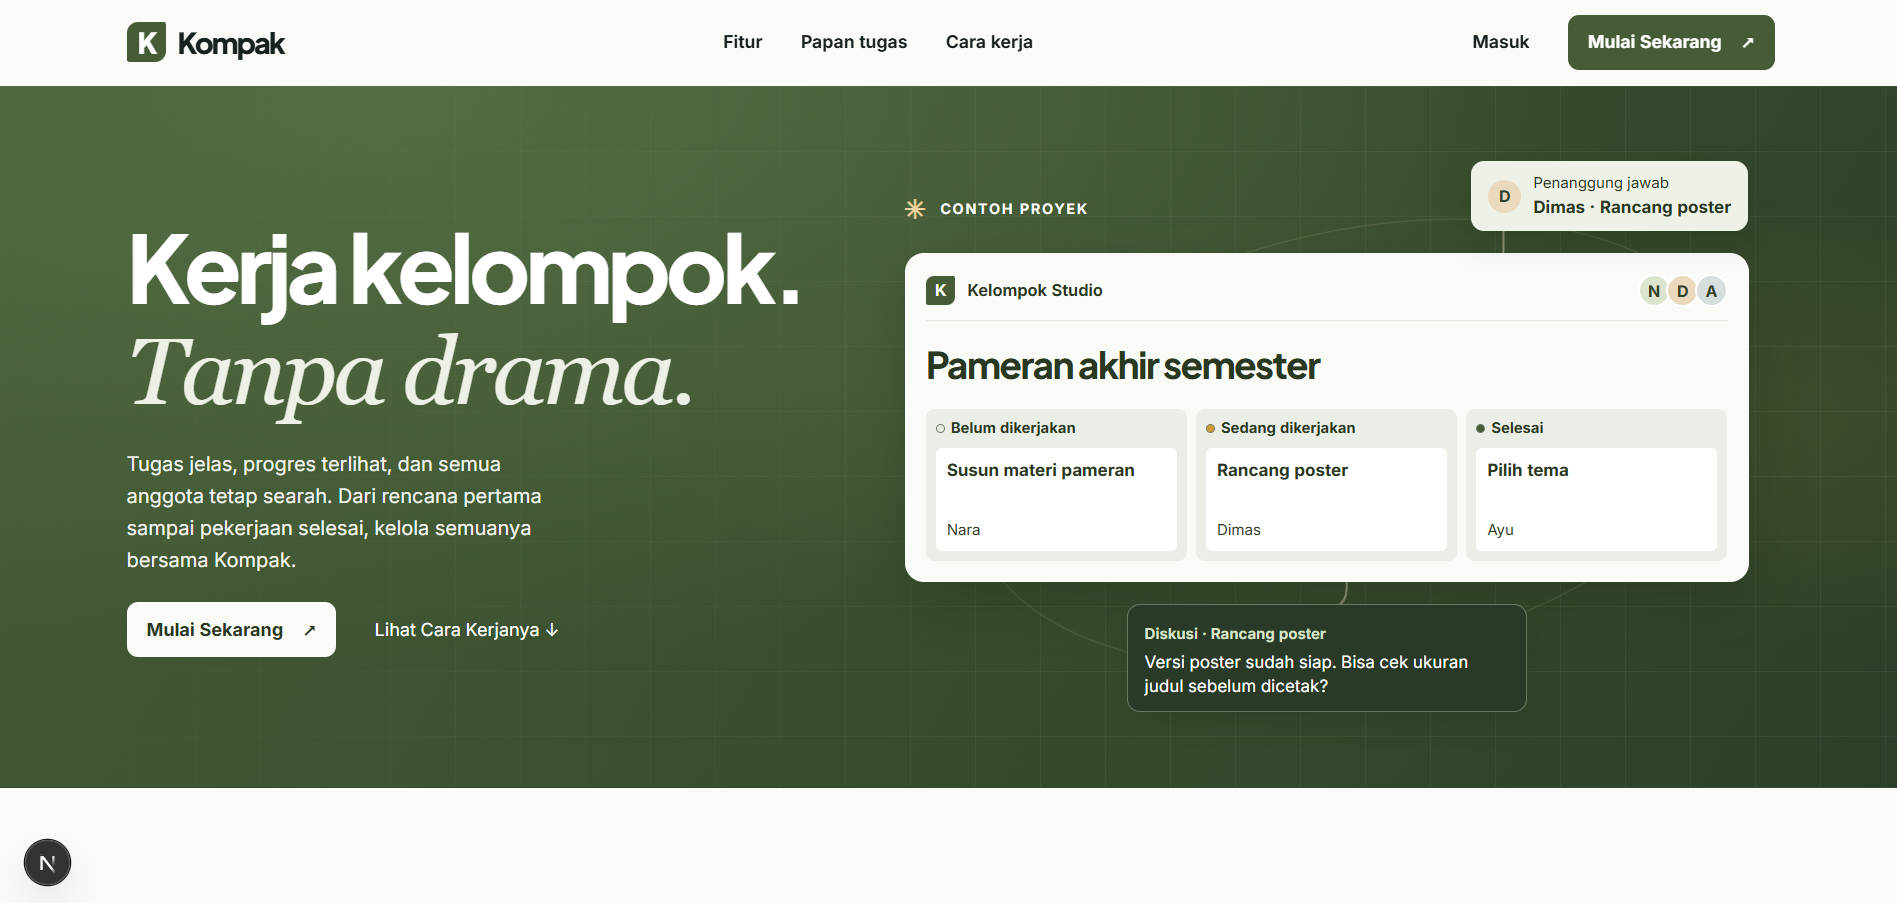 K Kompak
Fitur
Papan tugas
Cara kerja
Masuk
Mulai Sekarang ↗
Kerja kelompok.
Tanpa drama.
Tugas jelas, progres terlihat, dan semua
anggota tetap searah. Dari rencana pertama
sampai pekerjaan selesai, kelola semuanya
bersama Kompak.
Mulai Sekarang ↗
Lihat Cara Kerjanya ↓
CONTOH PROYEK
D
Penanggung jawab
Dimas · Rancang poster
K Kelompok Studio
N D A
Pameran akhir semester
Belum dikerjakan
Susun materi pameran
Nara
Sedang dikerjakan
Rancang poster
Dimas
Selesai
Pilih tema
Ayu
Diskusi · Rancang poster
Versi poster sudah siap. Bisa cek ukuran
judul sebelum dicetak?
N